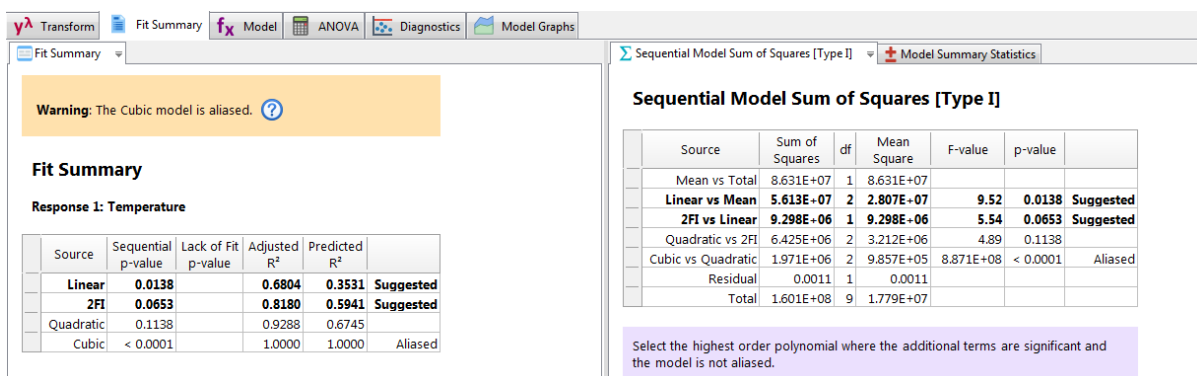 yλ Transform Fit Summary fx Model ANOVA Diagnostics Model Graphs
Fit Summary
Warning: The Cubic model is aliased. ?
Fit Summary
Response 1: Temperature
Source Sequential p-value Lack of Fit p-value Adjusted R² Predicted R²
Linear 0.0138 0.6804 0.3531 Suggested
2FI 0.0653 0.8180 0.5941 Suggested
Quadratic 0.1138 0.9288 0.6745
Cubic < 0.0001 1.0000 1.0000 Aliased
Σ Sequential Model Sum of Squares [Type I] Model Summary Statistics
Sequential Model Sum of Squares [Type I]
Source Sum of Squares df Mean Square F-value p-value
Mean vs Total 8.631E+07 1 8.631E+07
Linear vs Mean 5.613E+07 2 2.807E+07 9.52 0.0138 Suggested
2FI vs Linear 9.298E+06 1 9.298E+06 5.54 0.0653 Suggested
Quadratic vs 2FI 6.425E+06 2 3.212E+06 4.89 0.1138
Cubic vs Quadratic 1.971E+06 2 9.857E+05 8.871E+08 < 0.0001 Aliased
Residual 0.0011 1 0.0011
Total 1.601E+08 9 1.779E+07
Select the highest order polynomial where the additional terms are significant and
the model is not aliased.